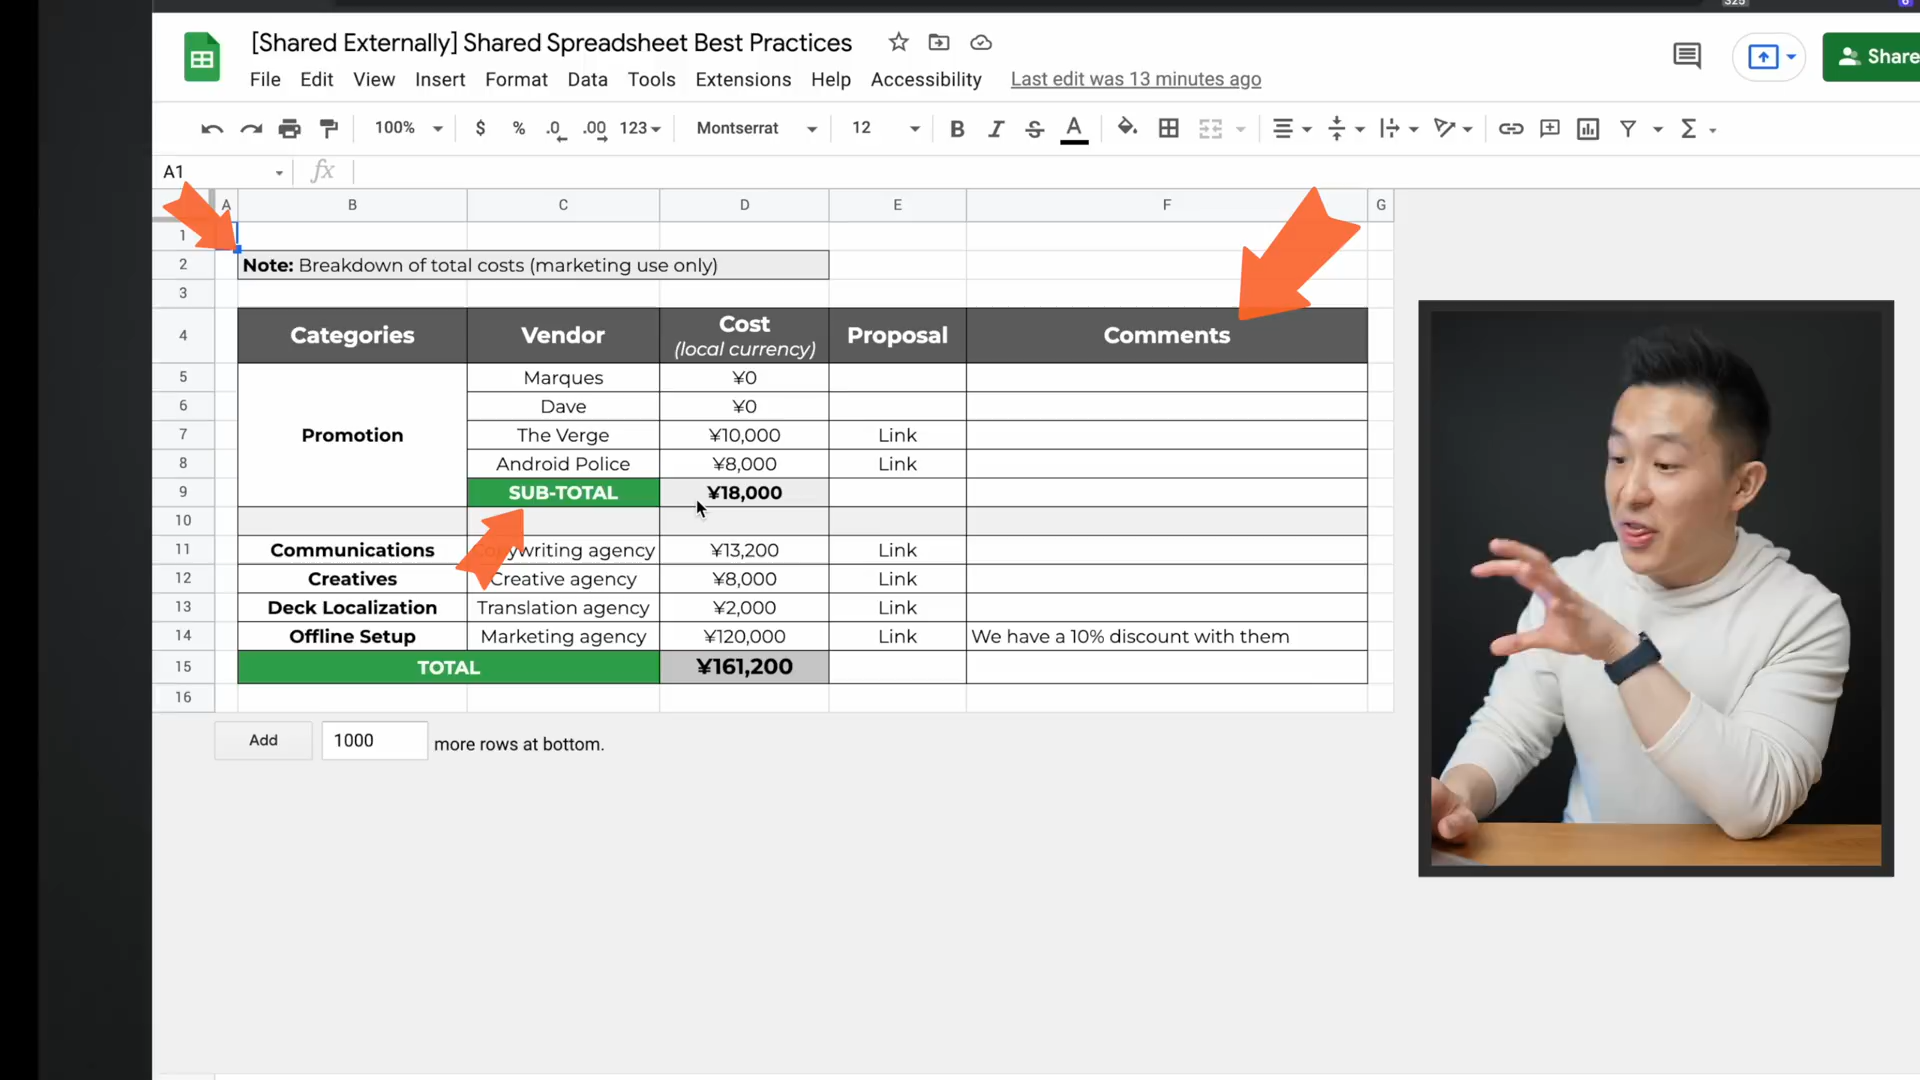 325
6
[Shared Externally] Shared Spreadsheet Best Practices
Share
File Edit View Insert Format Data Tools Extensions Help Accessibility Last edit was 13 minutes ago
100% $ % .0 .00 123 Montserrat 12 B I S A Σ
A1 fx
A B C D E F G
1
2 Note: Breakdown of total costs (marketing use only)
3
4 Categories Vendor Cost (local currency) Proposal Comments
5 Marques ¥0
6 Dave ¥0
7 Promotion The Verge ¥10,000 Link
8 Android Police ¥8,000 Link
9 SUB-TOTAL ¥18,000
10
11 Communications Copywriting agency ¥13,200 Link
12 Creatives Creative agency ¥8,000 Link
13 Deck Localization Translation agency ¥2,000 Link
14 Offline Setup Marketing agency ¥120,000 Link We have a 10% discount with them
15 TOTAL ¥161,200
16
Add 1000 more rows at bottom.